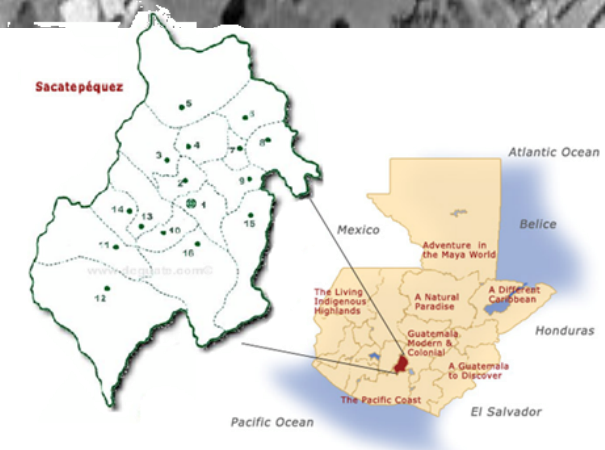 Sacatepéquez
5
6
4
7
8
3
2
9
1
14
13
10
15
11
16
www.deguate.com©
12
Atlantic Ocean
Mexico
Belice
Adventure in
the Maya World
The Living
Indigenous
Highlands
A Natural
Paradise
A Different
Caribbean
Honduras
Guatemala
Modern &
Colonial
A Guatemala
to Discover
The Pacific Coast
El Salvador
Pacific Ocean